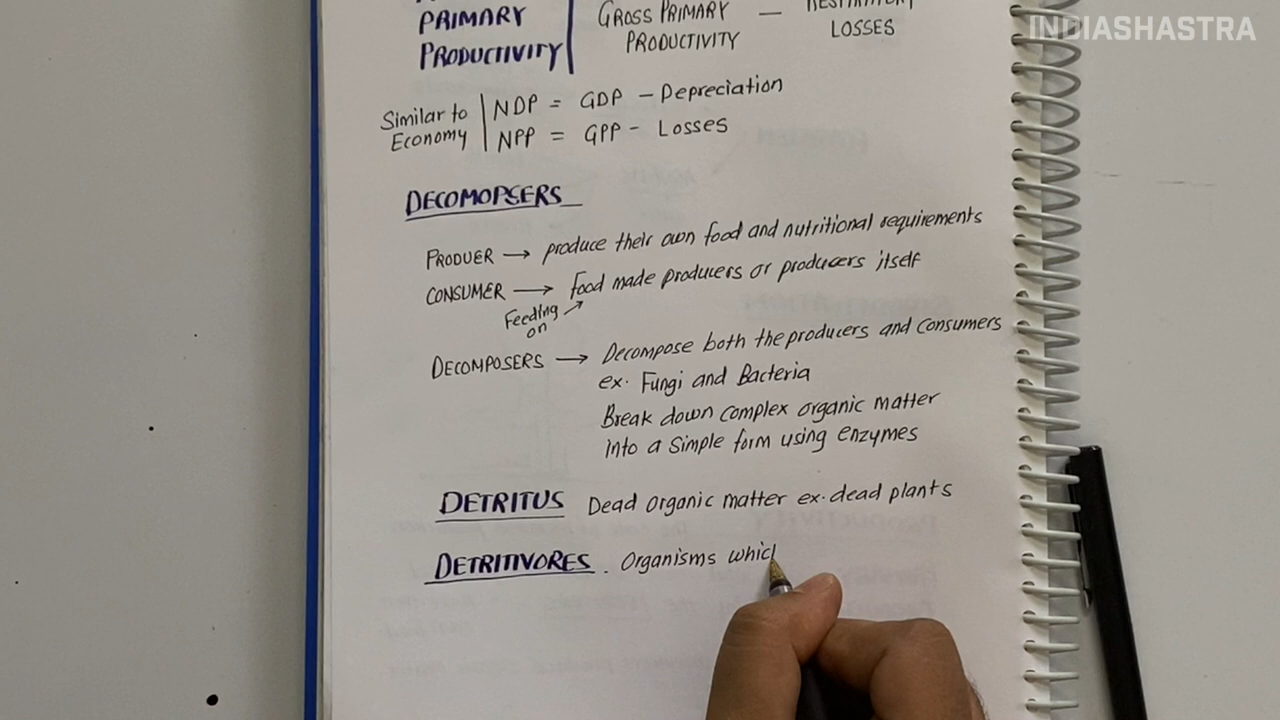 INDIASHASTRA
PRIMARY
PRODUCTIVITY
GROSS PRIMARY
PRODUCTIVITY
—
LOSSES
Similar to
Economy
NDP = GDP – Depreciation
NPP = GPP – Losses
DECOMOPSERS
PRODUER → produce their own food and nutritional requirements
CONSUMER → food made producers or producers itself
Feeding
on
DECOMPOSERS → Decompose both the producers and consumers
ex. Fungi and Bacteria
Break down complex organic matter
into a simple form using enzymes
DETRITUS Dead organic matter ex. dead plants
DETRITIVORES . Organisms whicl